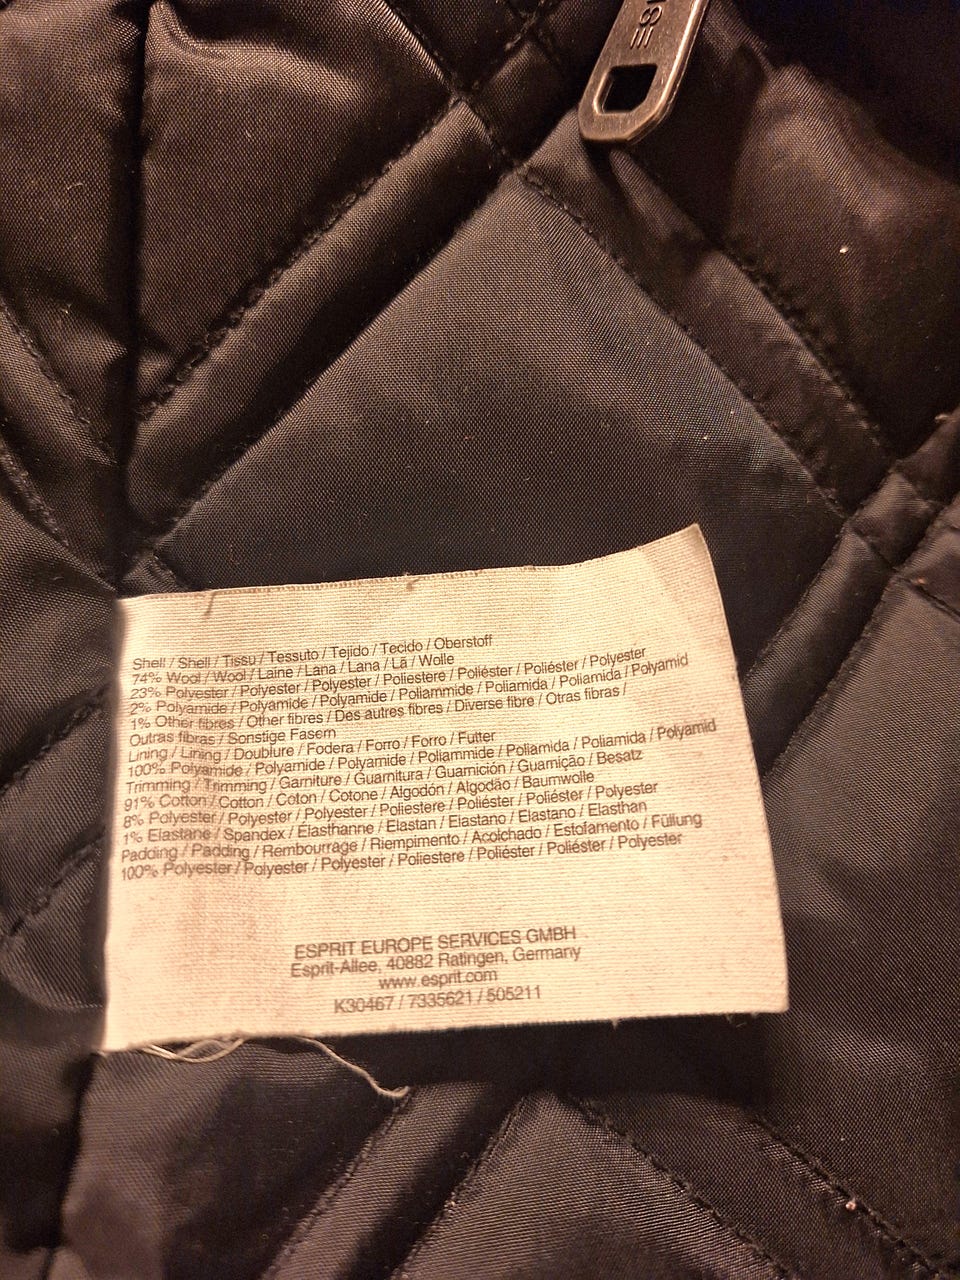 ESP
Shell / Shell / Tissu / Tessuto / Tejido / Tecido / Oberstoff
74% Wool / Wool / Laine / Lana / Lana / Lã / Wolle
23% Polyester / Polyester / Polyester / Poliestere / Poliéster / Poliéster / Polyester
2% Polyamide / Polyamide / Polyamide / Poliammide / Poliamida / Poliamida / Polyamid
1% Other fibres / Other fibres / Des autres fibres / Diverse fibre / Otras fibras /
Outras fibras / Sonstige Fasern
Lining / Lining / Doublure / Fodera / Forro / Forro / Futter
100% Polyamide / Polyamide / Polyamide / Poliammide / Poliamida / Poliamida / Polyamid
Trimming / Trimming / Garniture / Guarnitura / Guarnición / Guarnição / Besatz
91% Cotton / Cotton / Coton / Cotone / Algodón / Algodão / Baumwolle
8% Polyester / Polyester / Polyester / Poliestere / Poliéster / Poliéster / Polyester
1% Elastane / Spandex / Elasthanne / Elastan / Elastano / Elastano / Elasthan
Padding / Padding / Rembourrage / Riempimento / Acolchado / Estofamento / Füllung
100% Polyester / Polyester / Polyester / Poliestere / Poliéster / Poliéster / Polyester
ESPRIT EUROPE SERVICES GMBH
Esprit-Allee, 40882 Ratingen, Germany
www.esprit.com
K30467 / 7335621 / 505211